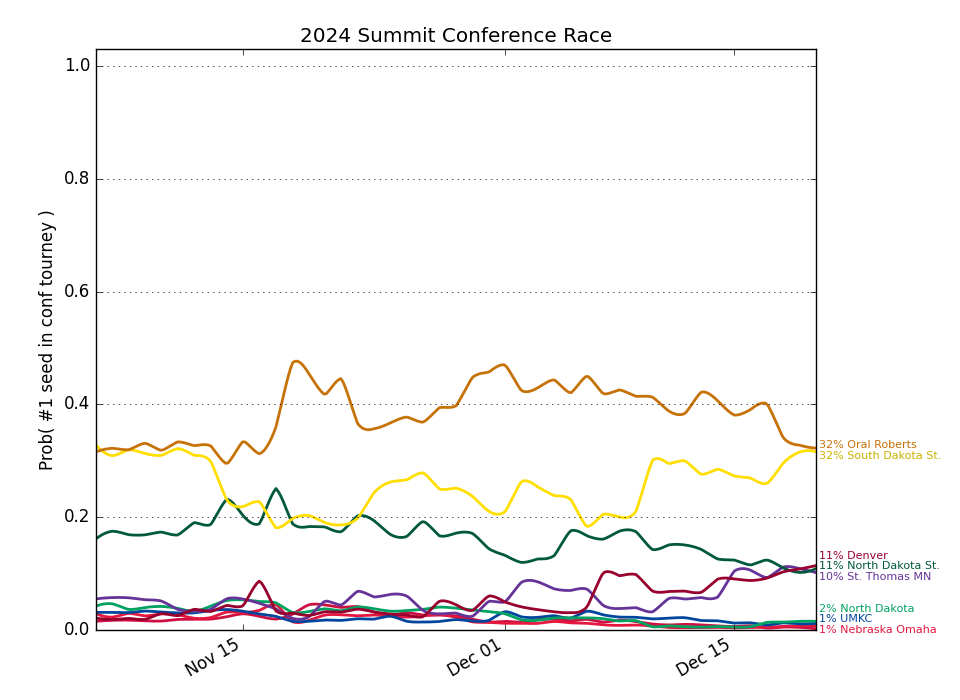 2024 Summit Conference Race
Prob( #1 seed in conf tourney )
1.0
0.8
0.6
0.4
0.2
0.0
Nov 15
Dec 01
Dec 15
32% Oral Roberts
32% South Dakota St.
11% Denver
11% North Dakota St.
10% St. Thomas MN
2% North Dakota
1% UMKC
1% Nebraska Omaha